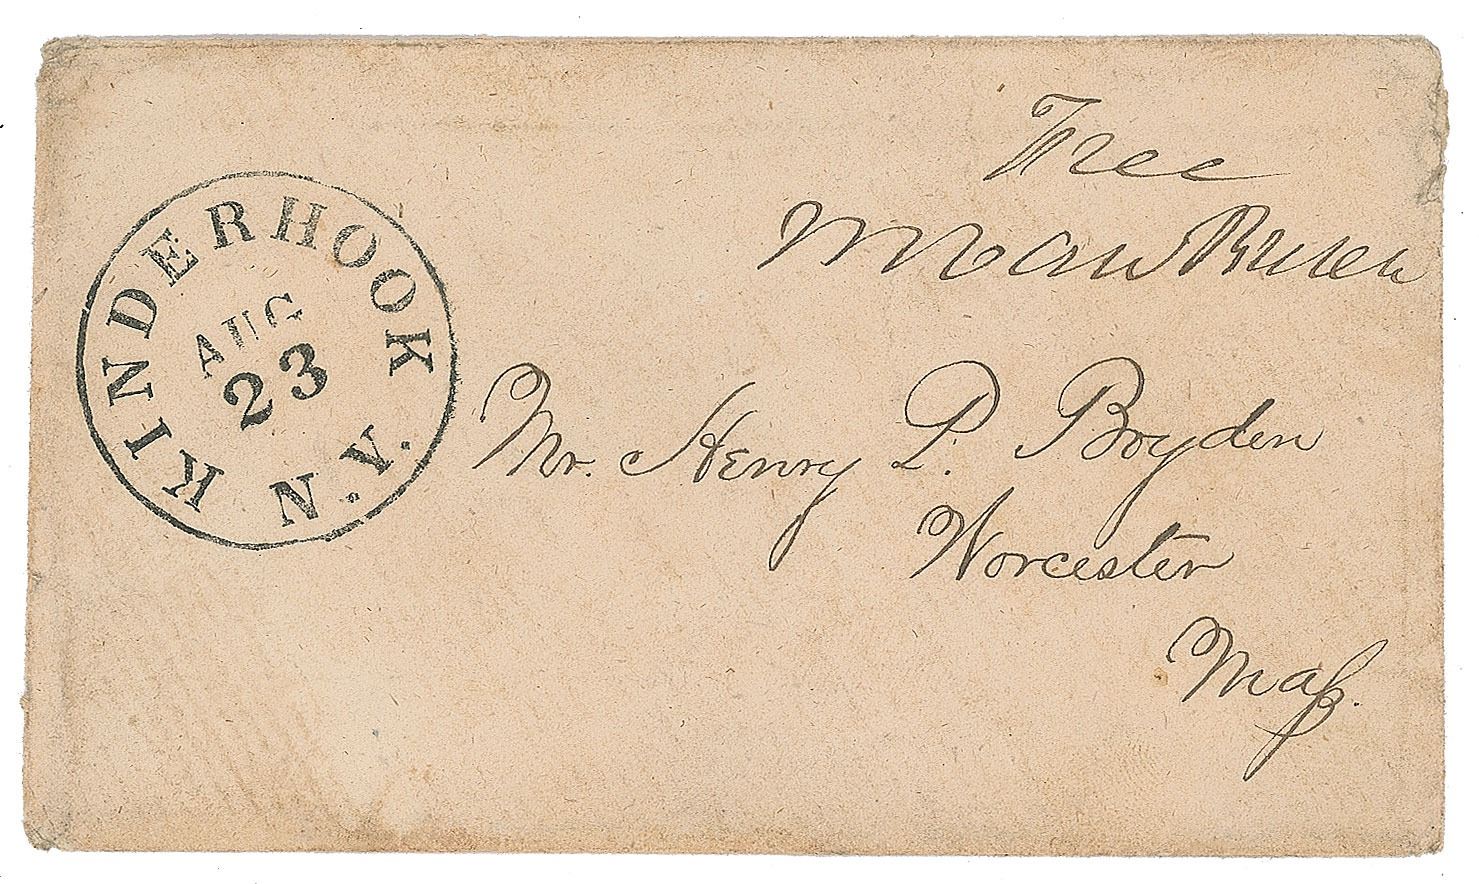 Free
M Van Buren
KINDERHOOK
N.Y.
AUG
23
Mr. Henry P. Boyden
Worcester
Mass.